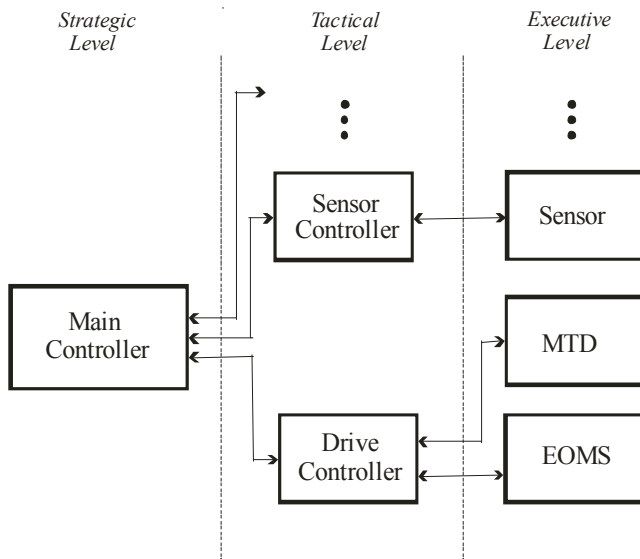 Strategic
Level
Tactical
Level
Executive
Level
Sensor
Controller
Sensor
Main
Controller
MTD
Drive
Controller
EOMS